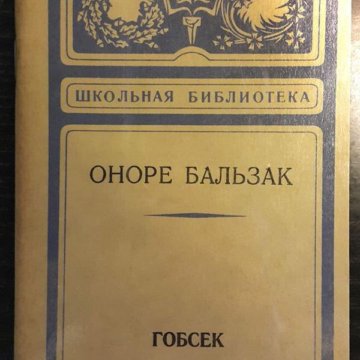 ШКОЛЬНАЯ БИБЛИОТЕКА
ОНОРЕ БАЛЬЗАК
ГОБСЕК